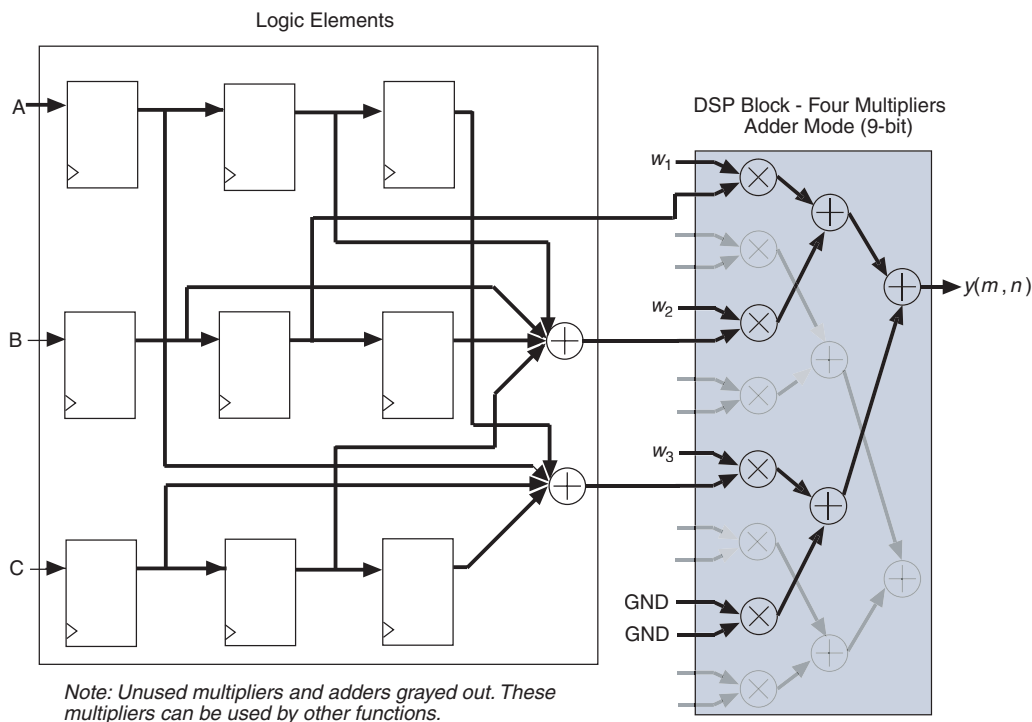 Logic Elements
DSP Block - Four Multipliers
Adder Mode (9-bit)
A
B
C
w1
w2
w3
GND
GND
y(m,n)
Note: Unused multipliers and adders grayed out. These
multipliers can be used by other functions.